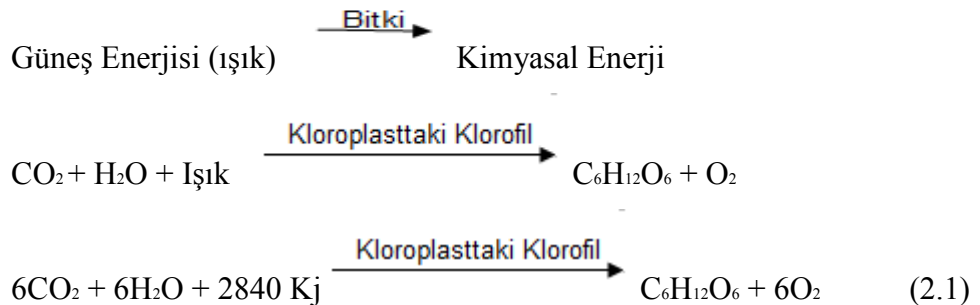 Bitki
Güneş Enerjisi (ışık) Kimyasal Enerji
Kloroplasttaki Klorofil
CO₂ + H₂O + Işık C₆H₁₂O₆ + O₂
Kloroplasttaki Klorofil
6CO₂ + 6H₂O + 2840 Kj C₆H₁₂O₆ + 6O₂ (2.1)